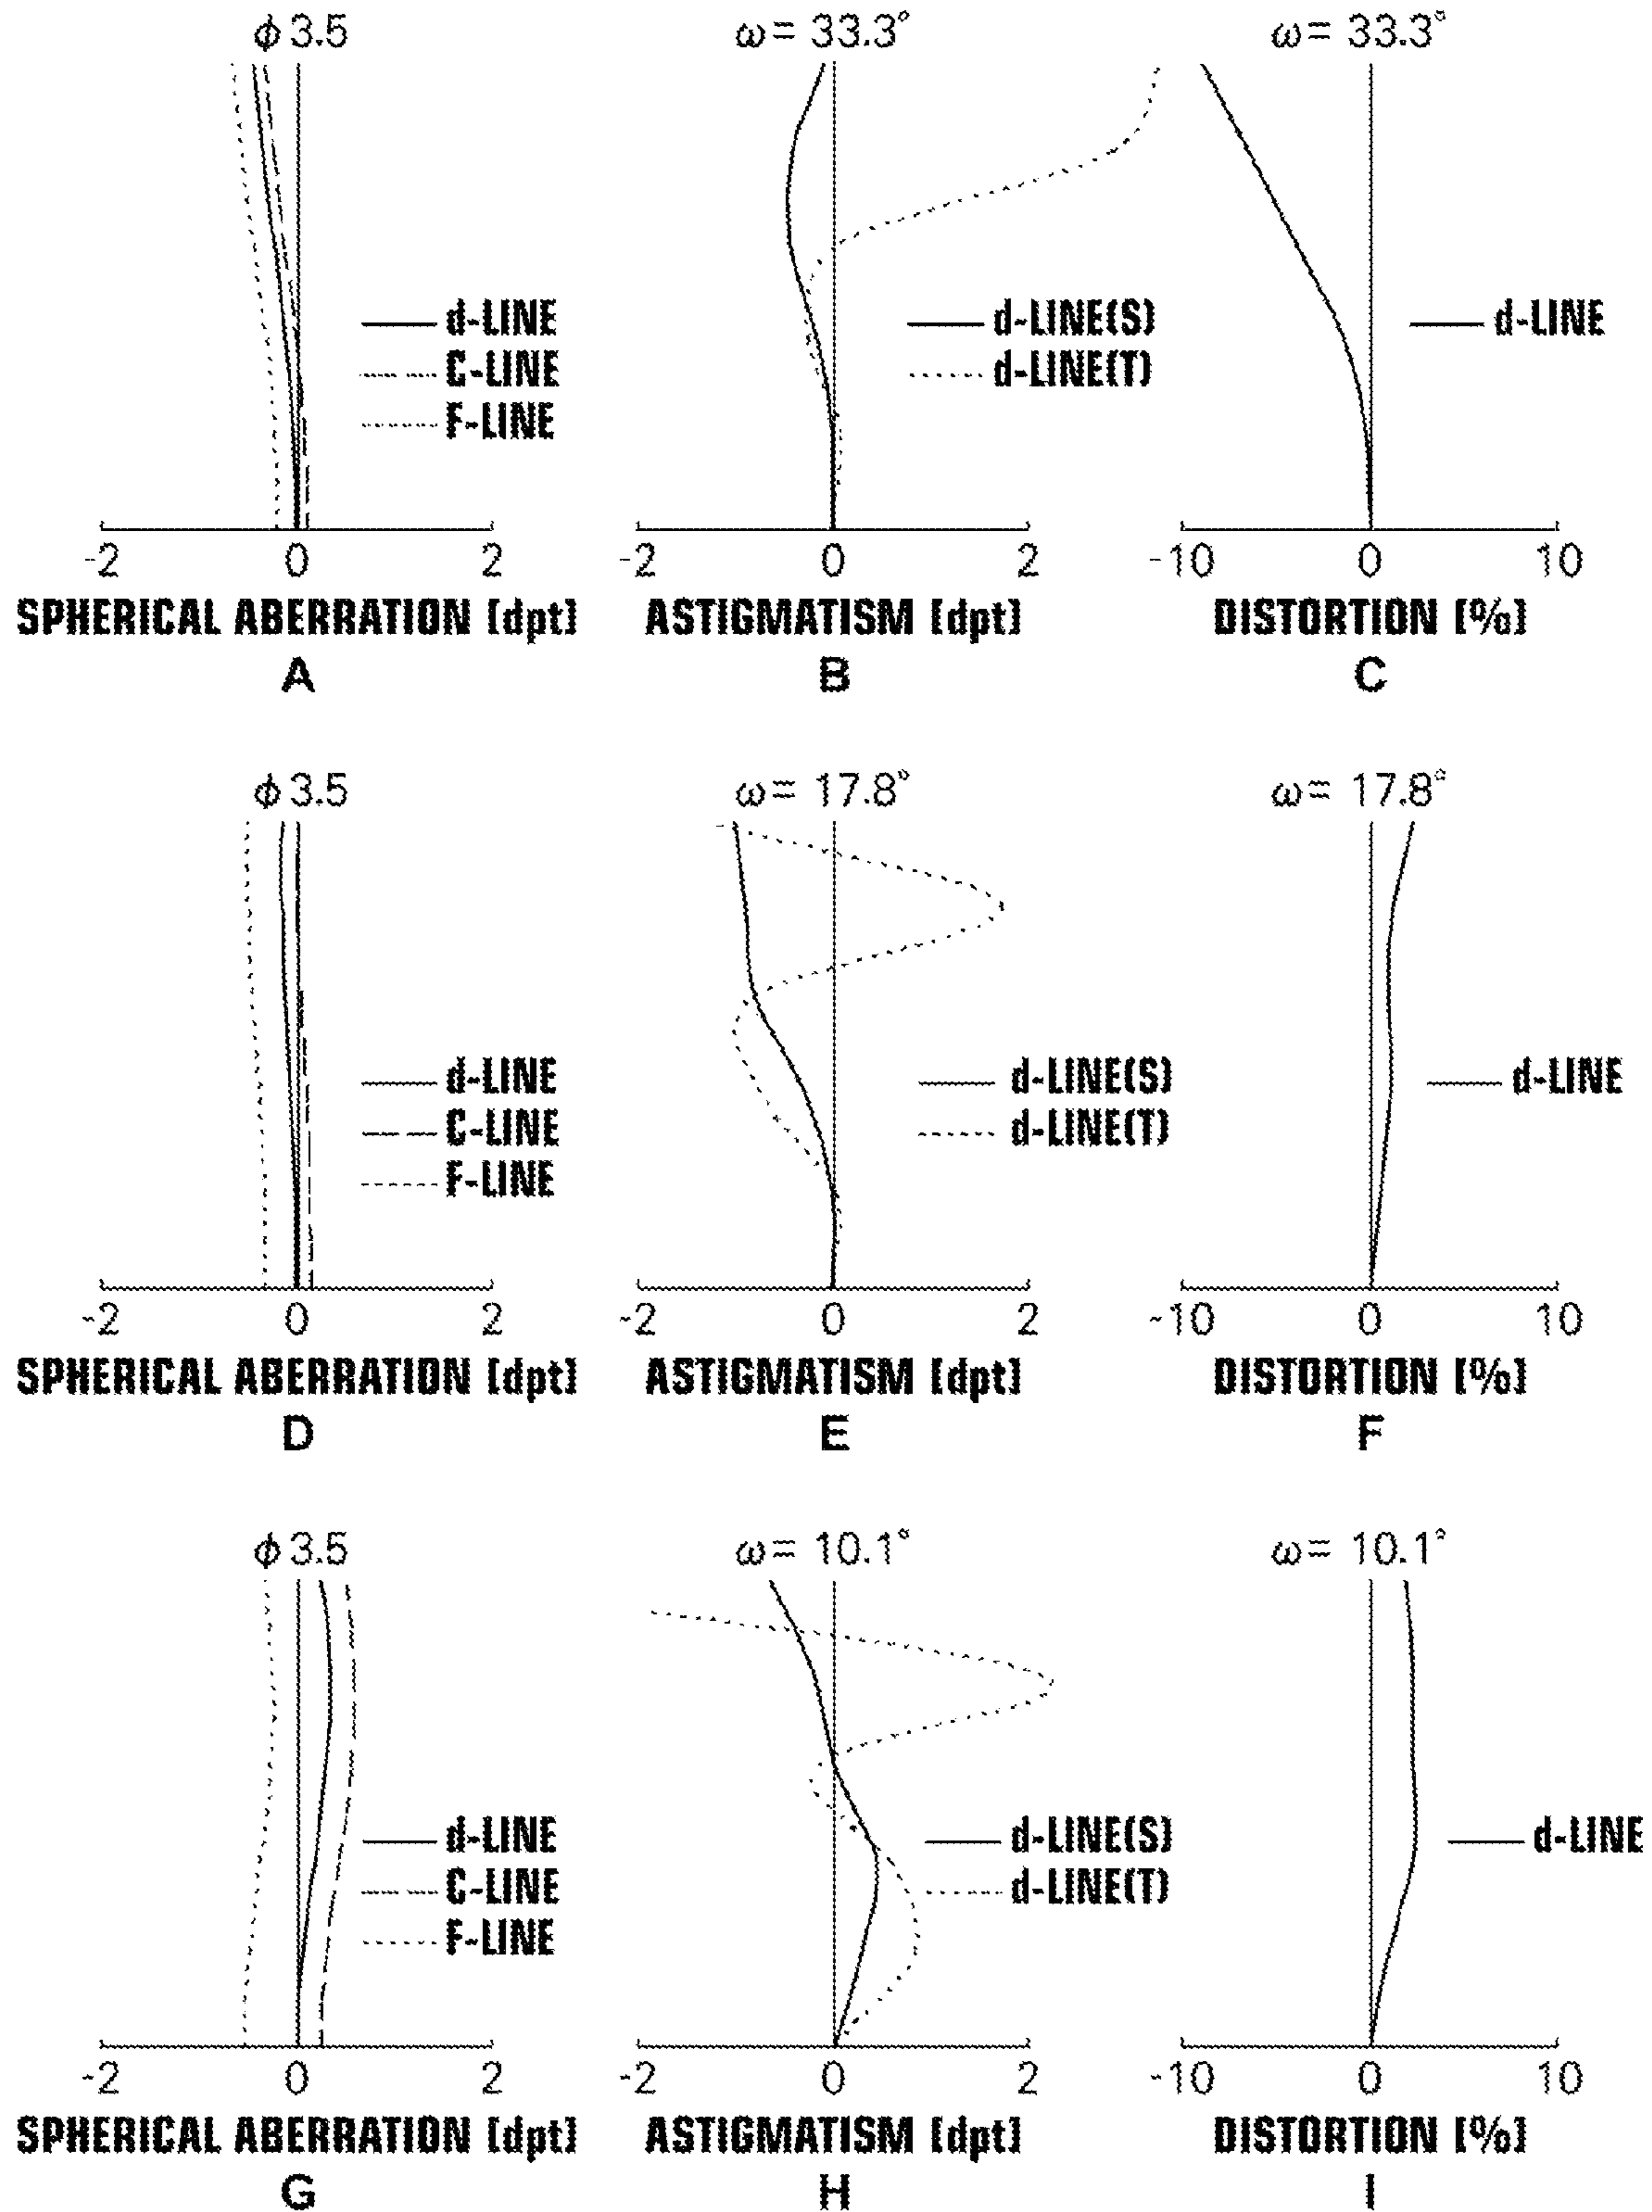 ϕ 3.5
ω= 33.3°
ω= 33.3°
d-LINE
C-LINE
F-LINE
d-LINE(S)
d-LINE(T)
d-LINE
-2 0 2
-2 0 2
-10 0 10
SPHERICAL ABERRATION [dpt]
ASTIGMATISM [dpt]
DISTORTION [%]
A
B
C
ϕ 3.5
ω= 17.8°
ω= 17.8°
d-LINE
C-LINE
F-LINE
d-LINE(S)
d-LINE(T)
d-LINE
-2 0 2
-2 0 2
-10 0 10
SPHERICAL ABERRATION [dpt]
ASTIGMATISM [dpt]
DISTORTION [%]
D
E
F
ϕ 3.5
ω= 10.1°
ω= 10.1°
d-LINE
C-LINE
F-LINE
d-LINE(S)
d-LINE(T)
d-LINE
-2 0 2
-2 0 2
-10 0 10
SPHERICAL ABERRATION [dpt]
ASTIGMATISM [dpt]
DISTORTION [%]
G
H
I